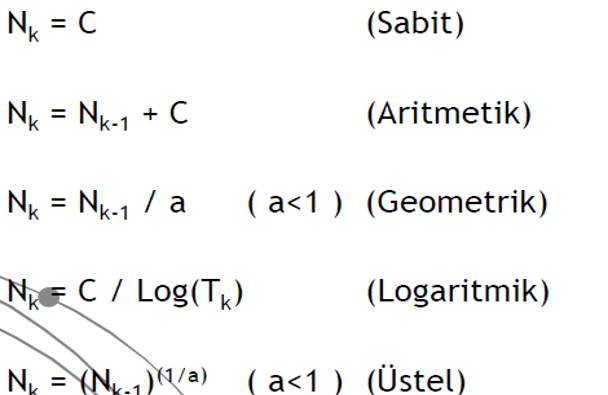 Nₖ = C (Sabit)
Nₖ = Nₖ₋₁ + C (Aritmetik)
Nₖ = Nₖ₋₁ / a ( a<1 ) (Geometrik)
Nₖ = C / Log(Tₖ) (Logaritmik)
Nₖ = (Nₖ₋₁)⁽¹ᐟᵃ⁾ ( a<1 ) (Üstel)